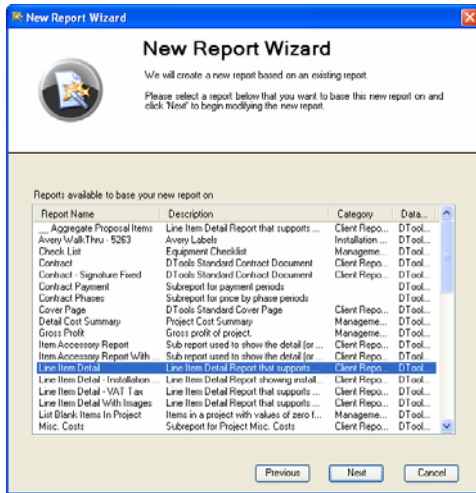 New Report Wizard
New Report Wizard
We will create a new report based on an existing report.
Please select a report below that you want to base this new report on and
click 'Next' to begin modifying the new report.
Reports available to base your new report on
Report Name Description Category Data...
__ Aggregate Proposal Items Line Item Detail Report that supports ... Client Repo... DTool...
Avery WalkThru - 5263 Avery Labels Installation ... DTool...
Check List Equipment Checklist Manageme... DTool...
Contract DTools Standard Contract Document Client Repo... DTool...
Contract - Signature Fixed DTools Standard Contract Document Client Repo... DTool...
Contract Payment Subreport for payment periods DTool...
Contract Phases Subreport for price by phase periods DTool...
Cover Page DTools Standard Cover Page Client Repo... DTool...
Detail Cost Summary Project Cost Summary Manageme... DTool...
Gross Profit Gross profit of project. Manageme... DTool...
Item Accessory Report Sub report used to show the detail (or ... Client Repo... DTool...
Item Accessory Report With ... Sub report used to show the detail (or ... Client Repo... DTool...
Line Item Detail Line Item Detail Report that supports ... Client Repo... DTool...
Line Item Detail - Installation ... Line Item Detail Report showing install... Client Repo... DTool...
Line Item Detail - VAT Tax Line Item Detail Report that supports ... Client Repo... DTool...
Line Item Detail With Images Line Item Detail Report that supports ... Client Repo... DTool...
List Blank Items In Project Items in a project with values of zero f... Manageme... DTool...
Misc. Costs Subreport for Project Misc. Costs Client Repo... DTool...
Previous Next Cancel